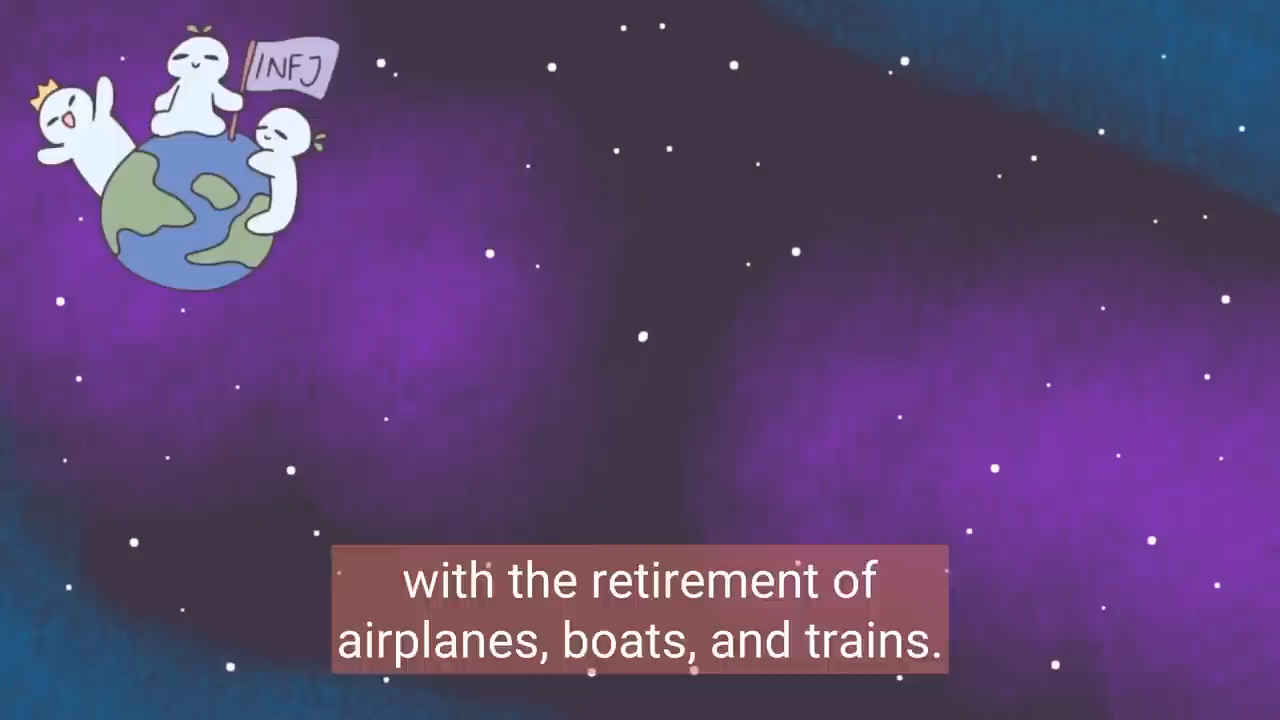 INFJ
with the retirement of
airplanes, boats, and trains.